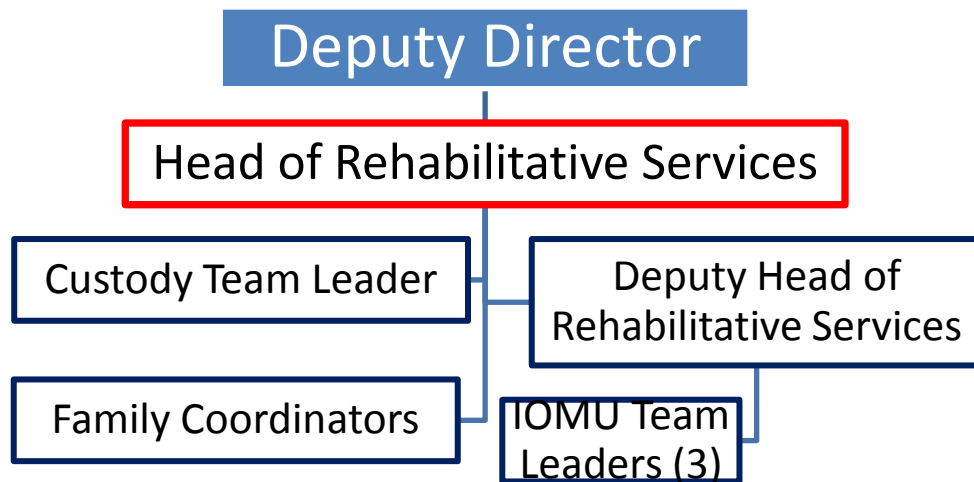 Deputy Director
Head of Rehabilitative Services
Custody Team Leader
Deputy Head of
Rehabilitative Services
Family Coordinators
IOMU Team
Leaders (3)